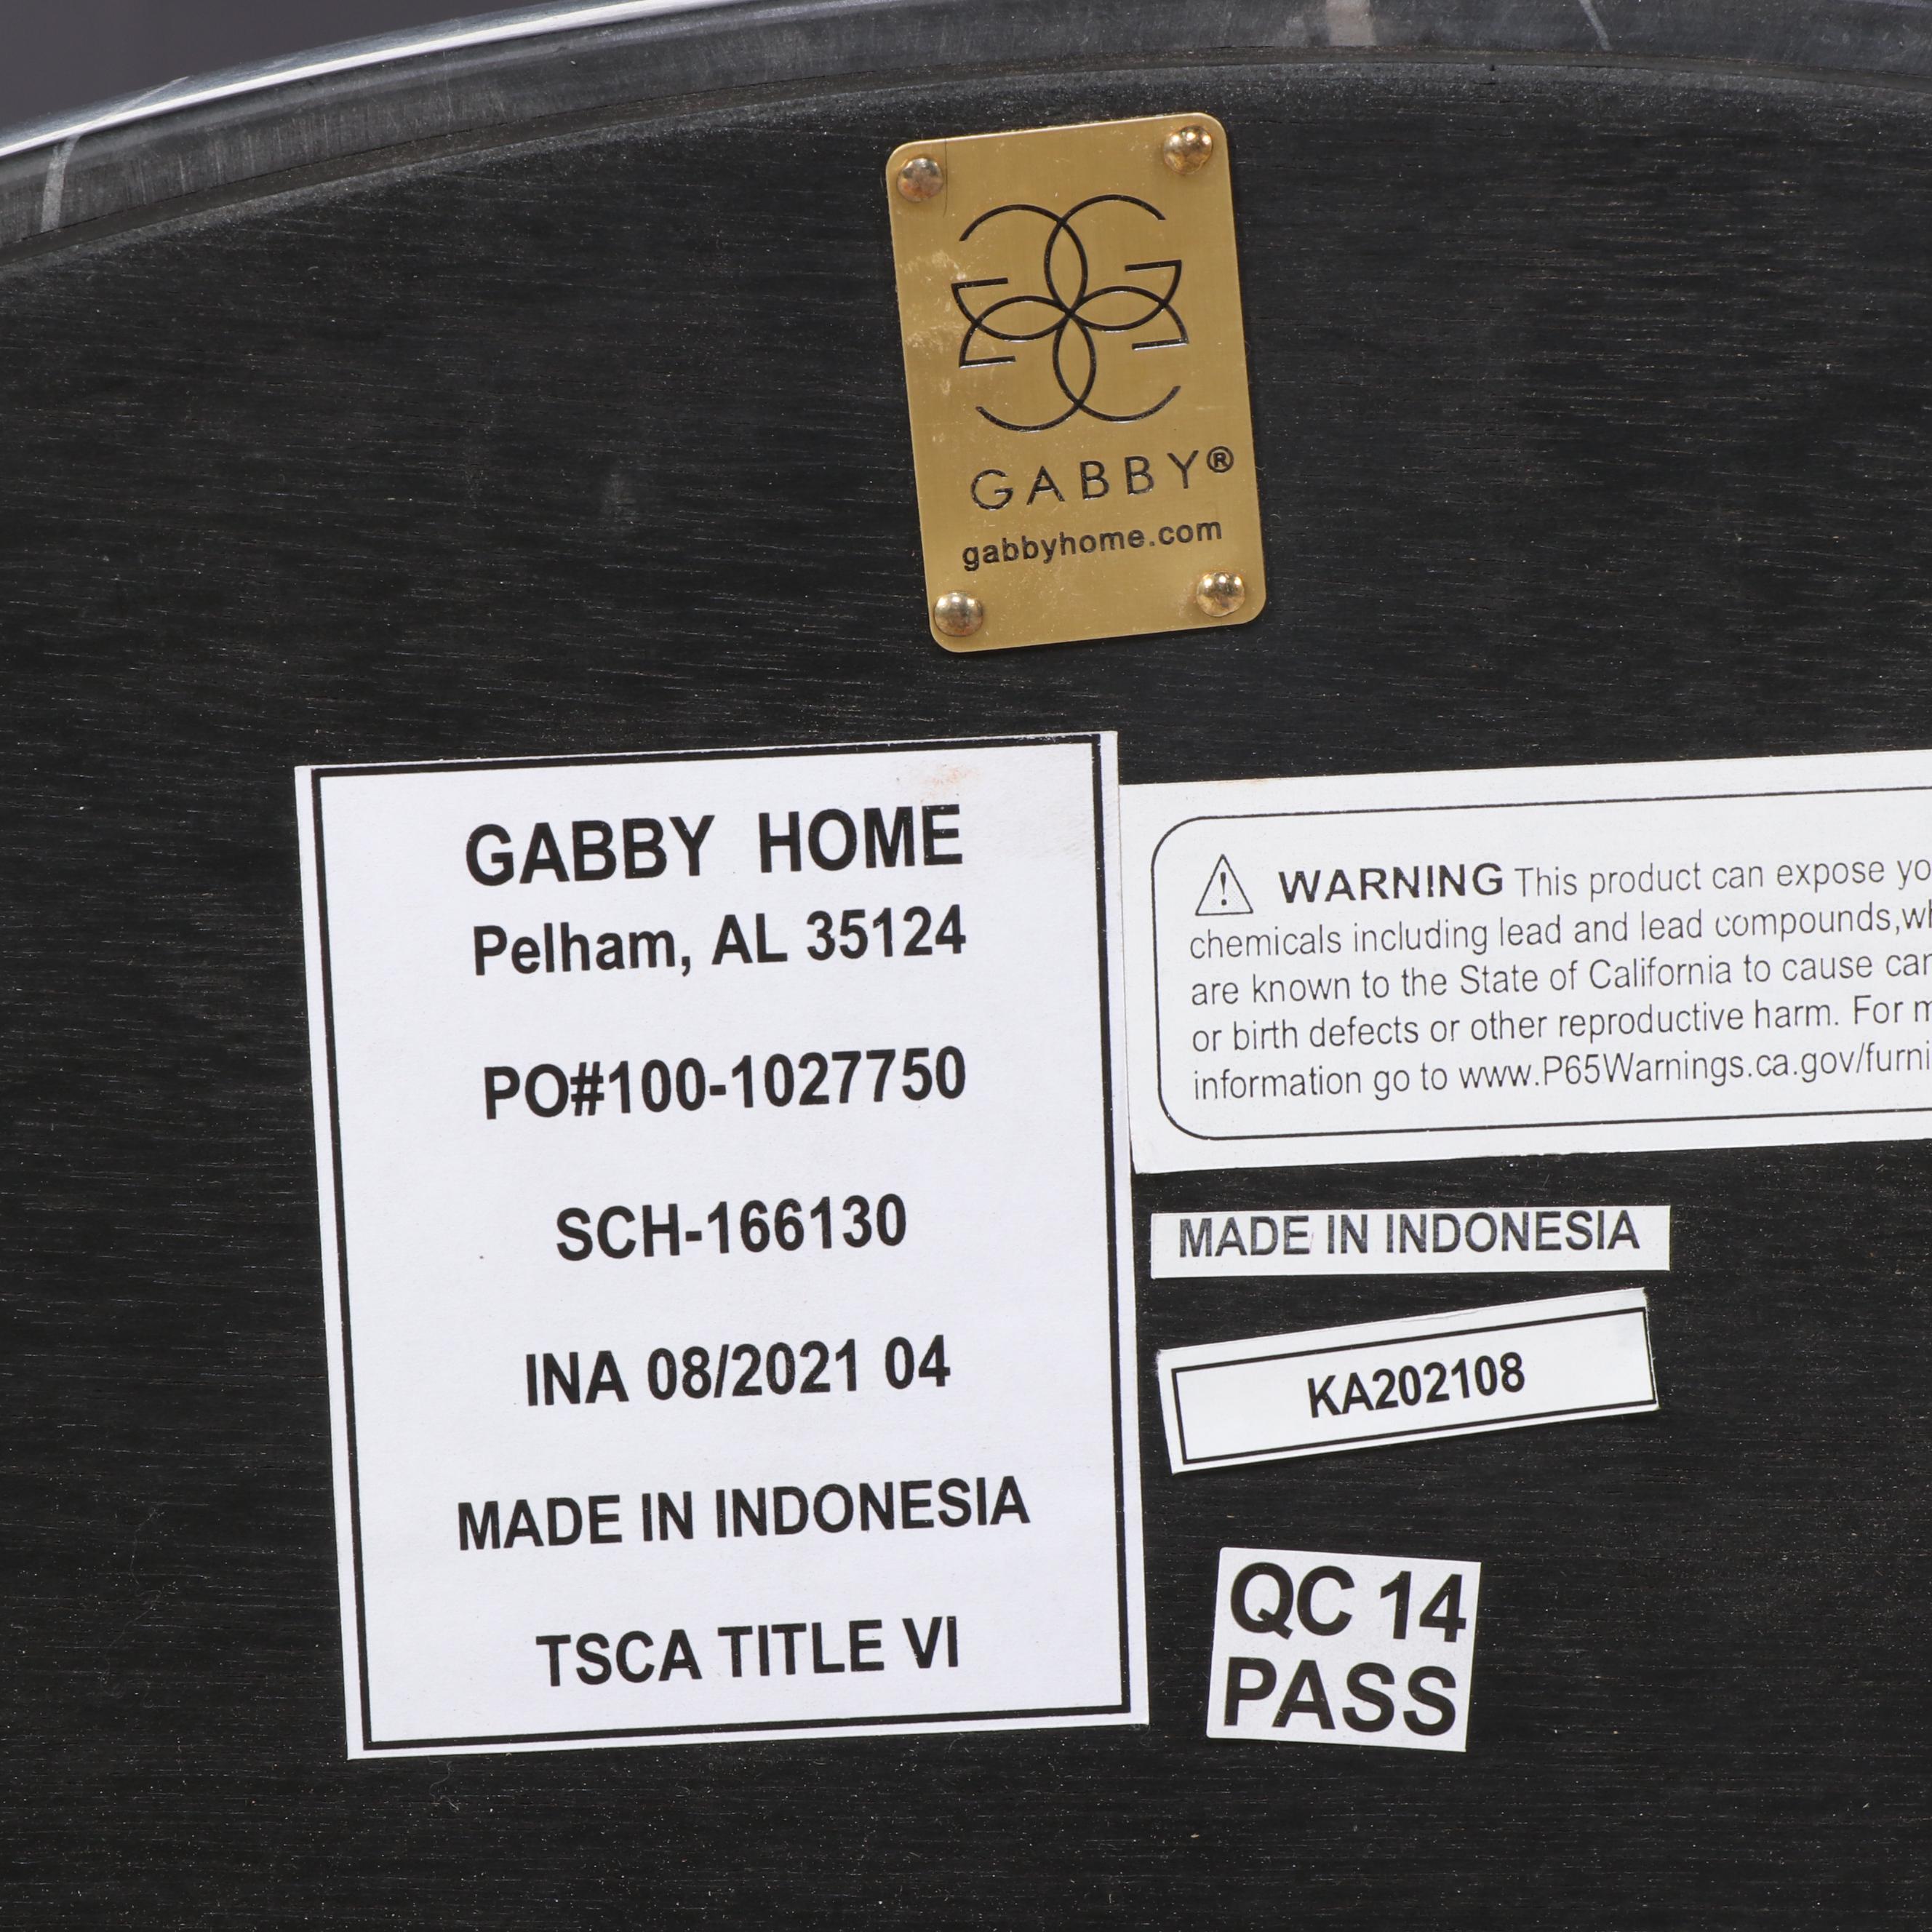 GABBY®
gabbyhome.com
GABBY HOME
Pelham, AL 35124
PO#100-1027750
SCH-166130
INA 08/2021 04
MADE IN INDONESIA
TSCA TITLE VI
WARNING This product can expose
chemicals including lead and lead compounds,
are known to the State of California to cause
or birth defects or other reproductive harm. For
information go to www.P65Warnings.ca.gov/furni
MADE IN INDONESIA
KA202108
QC 14
PASS